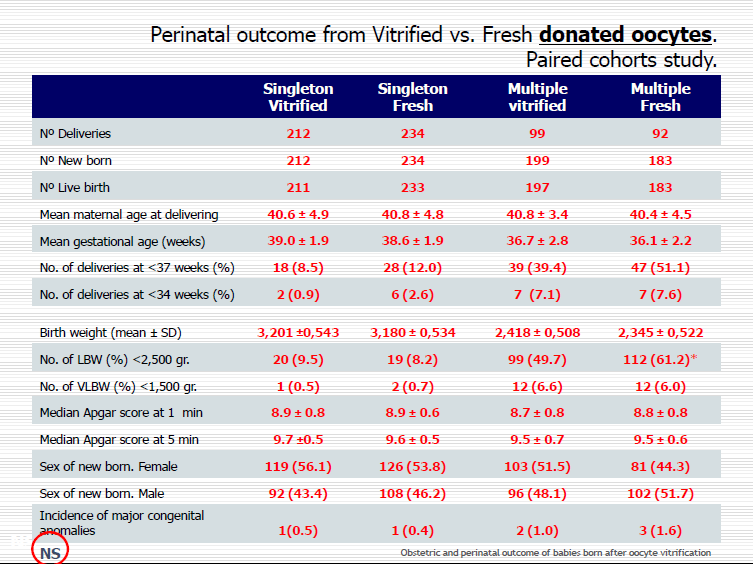 Perinatal outcome from Vitrified vs. Fresh donated oocytes.
Paired cohorts study.
Singleton Vitrified Singleton Fresh Multiple vitrified Multiple Fresh
Nº Deliveries 212 234 99 92
Nº New born 212 234 199 183
Nº Live birth 211 233 197 183
Mean maternal age at delivering 40.6 ± 4.9 40.8 ± 4.8 40.8 ± 3.4 40.4 ± 4.5
Mean gestational age (weeks) 39.0 ± 1.9 38.6 ± 1.9 36.7 ± 2.8 36.1 ± 2.2
No. of deliveries at <37 weeks (%) 18 (8.5) 28 (12.0) 39 (39.4) 47 (51.1)
No. of deliveries at <34 weeks (%) 2 (0.9) 6 (2.6) 7 (7.1) 7 (7.6)
Birth weight (mean ± SD) 3,201 ±0,543 3,180 ± 0,534 2,418 ± 0,508 2,345 ± 0,522
No. of LBW (%) <2,500 gr. 20 (9.5) 19 (8.2) 99 (49.7) 112 (61.2)*
No. of VLBW (%) <1,500 gr. 1 (0.5) 2 (0.7) 12 (6.6) 12 (6.0)
Median Apgar score at 1 min 8.9 ± 0.8 8.9 ± 0.6 8.7 ± 0.8 8.8 ± 0.8
Median Apgar score at 5 min 9.7 ±0.5 9.6 ± 0.5 9.5 ± 0.7 9.5 ± 0.6
Sex of new born. Female 119 (56.1) 126 (53.8) 103 (51.5) 81 (44.3)
Sex of new born. Male 92 (43.4) 108 (46.2) 96 (48.1) 102 (51.7)
Incidence of major congenital
anomalies 1(0.5) 1 (0.4) 2 (1.0) 3 (1.6)
NS
Obstetric and perinatal outcome of babies born after oocyte vitrification